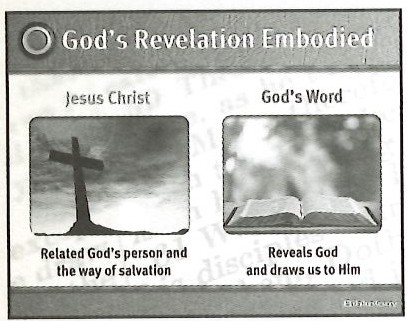 God's Revelation Embodied
Jesus Christ
Related God's person and
the way of salvation
God's Word
Reveals God
and draws us to Him